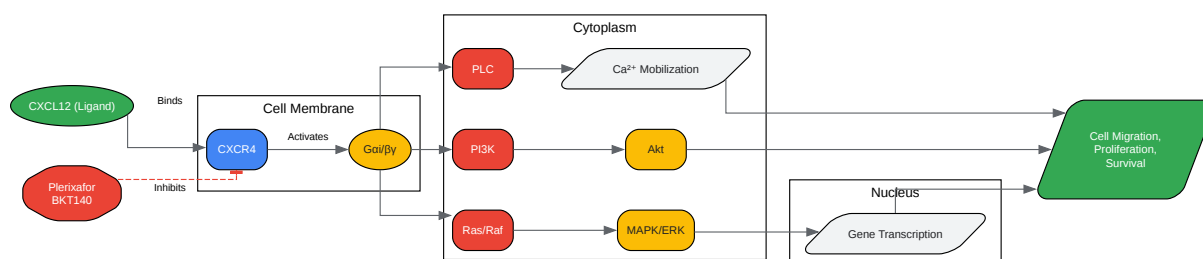 Cytoplasm
PLC
Ca²⁺ Mobilization
CXCL12 (Ligand)
Binds
Cell Membrane
CXCR4
Activates
Gαi/βγ
PI3K
Akt
Cell Migration,
Proliferation,
Survival
Plerixafor
BKT140
Inhibits
Nucleus
Ras/Raf
MAPK/ERK
Gene Transcription